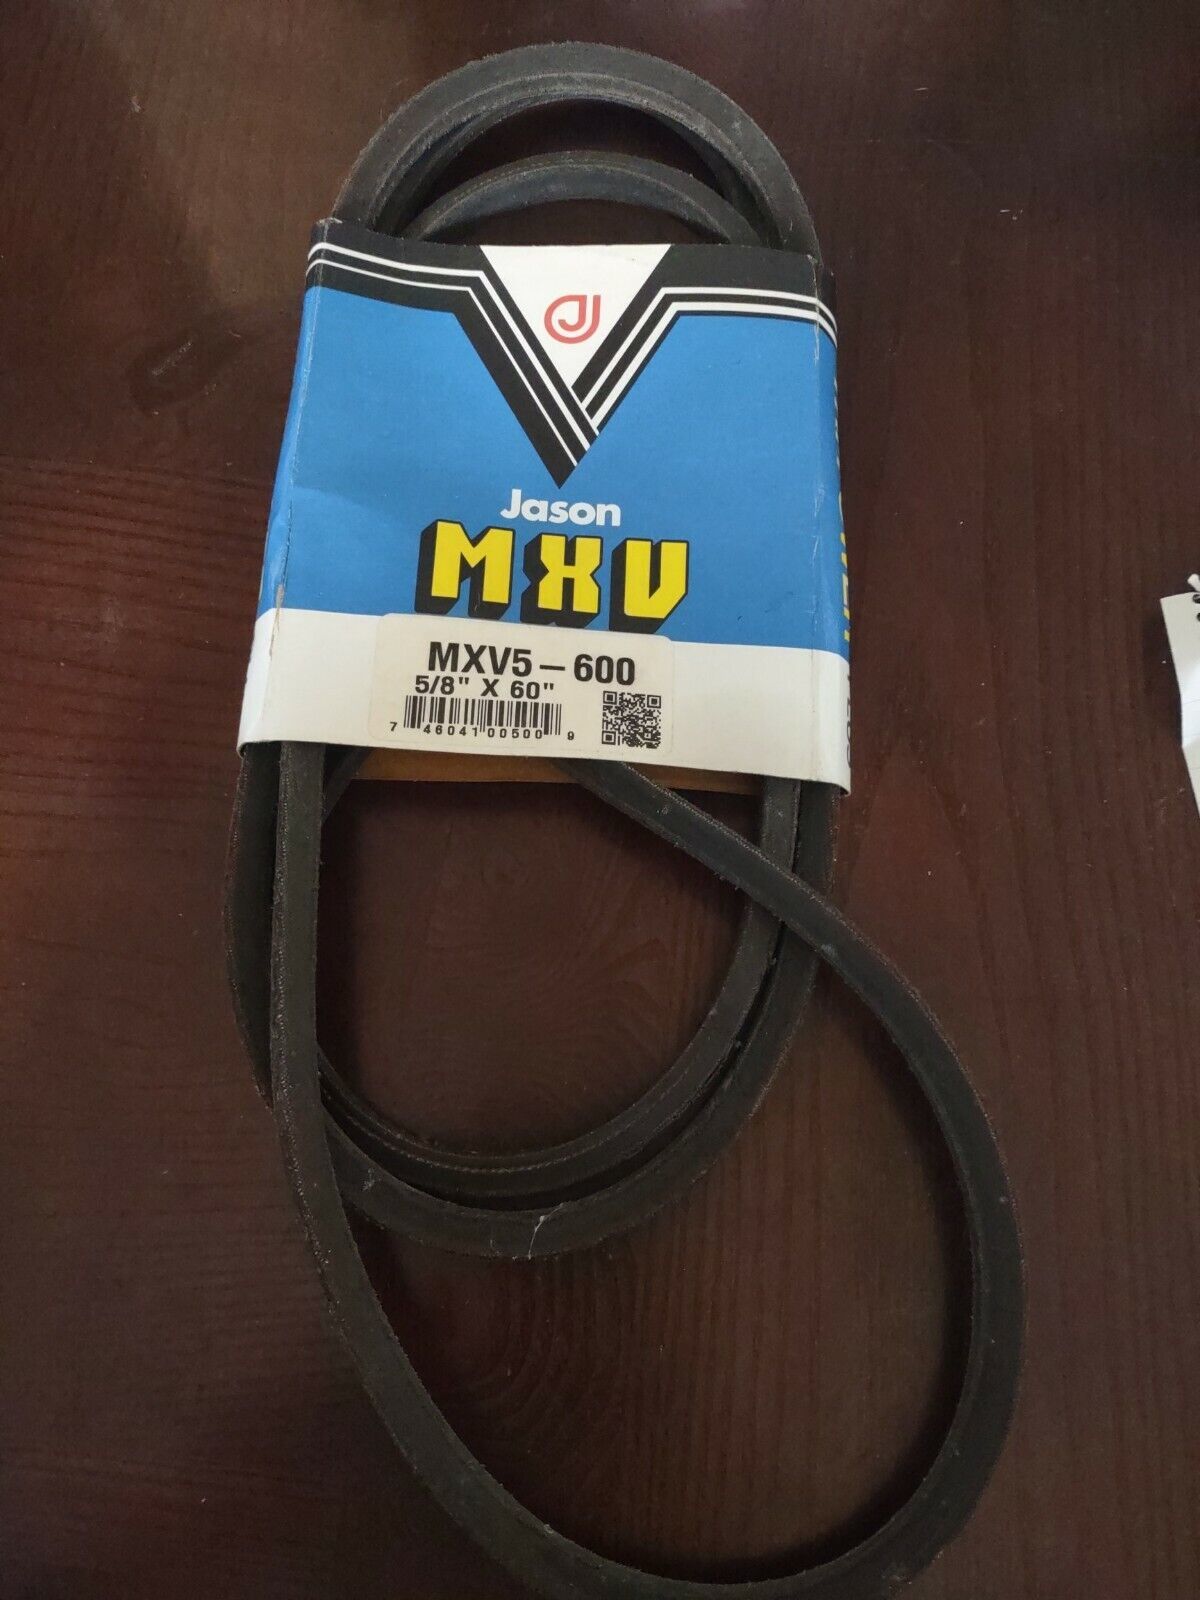 J
Jason
MXV
MXV5-600
5/8" X 60"
7 46041 00500 9